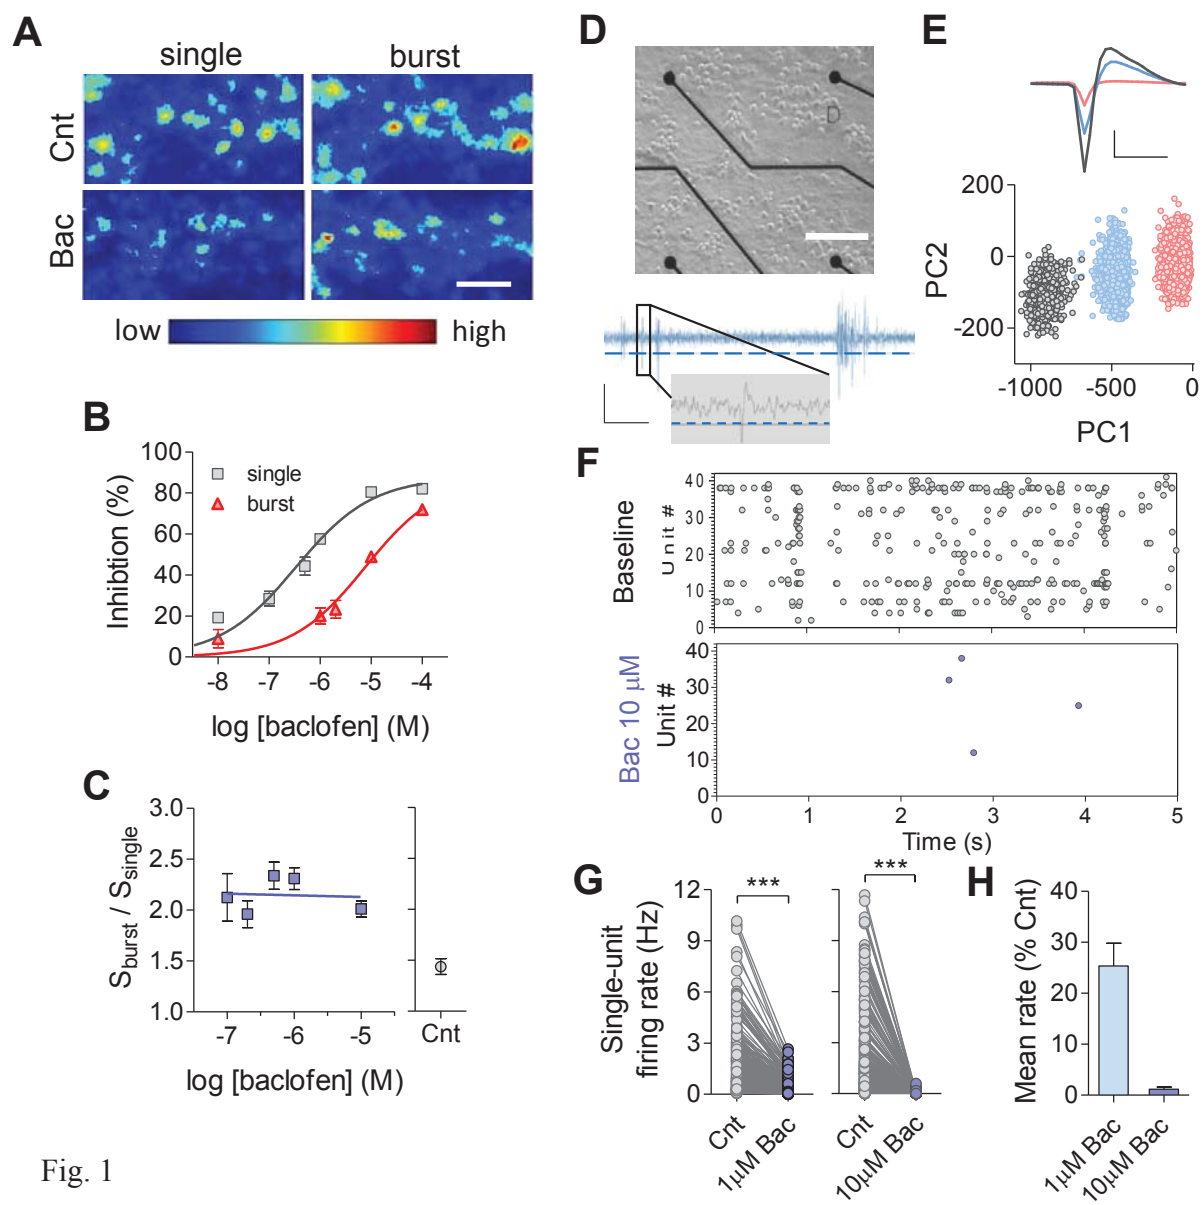 A
single
burst
Cnt
Bac
low
high
B
100
80
60
40
20
0
Inhibtion (%)
single
burst
-8
-7
-6
-5
-4
log [baclofen] (M)
C
3.0
2.5
2.0
1.5
1.0
Sburst / Ssingle
-7
-6
-5
Cnt
log [baclofen] (M)
D
D
E
200
0
-200
PC2
-1000
-500
0
PC1
F
Baseline
Unit #
40
30
20
10
0
Bac 10 μM
Unit #
40
30
20
10
0
0
1
2
3
4
5
Time (s)
G
***
***
12
9
6
3
0
Single-unit
firing rate (Hz)
Cnt
1μM Bac
Cnt
10μM Bac
H
40
30
20
10
0
Mean rate (% Cnt)
1μM Bac
10μM Bac
Fig. 1